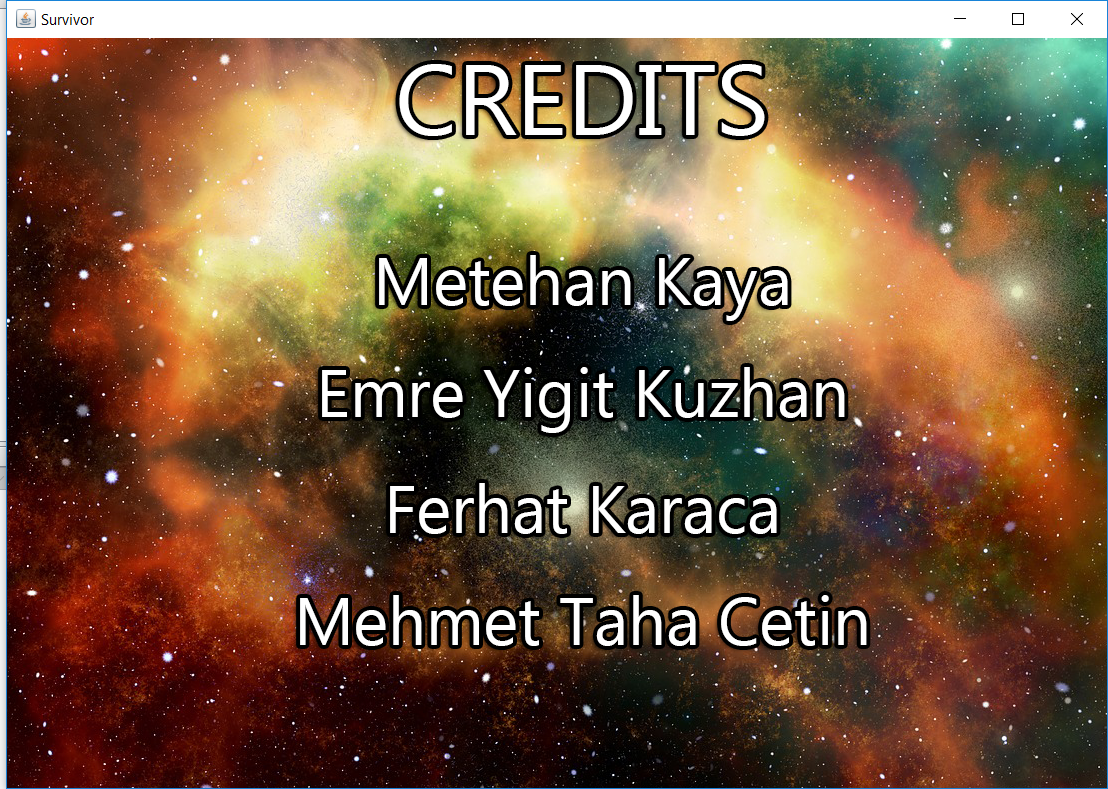 Survivor
CREDITS
Metehan Kaya
Emre Yigit Kuzhan
Ferhat Karaca
Mehmet Taha Cetin